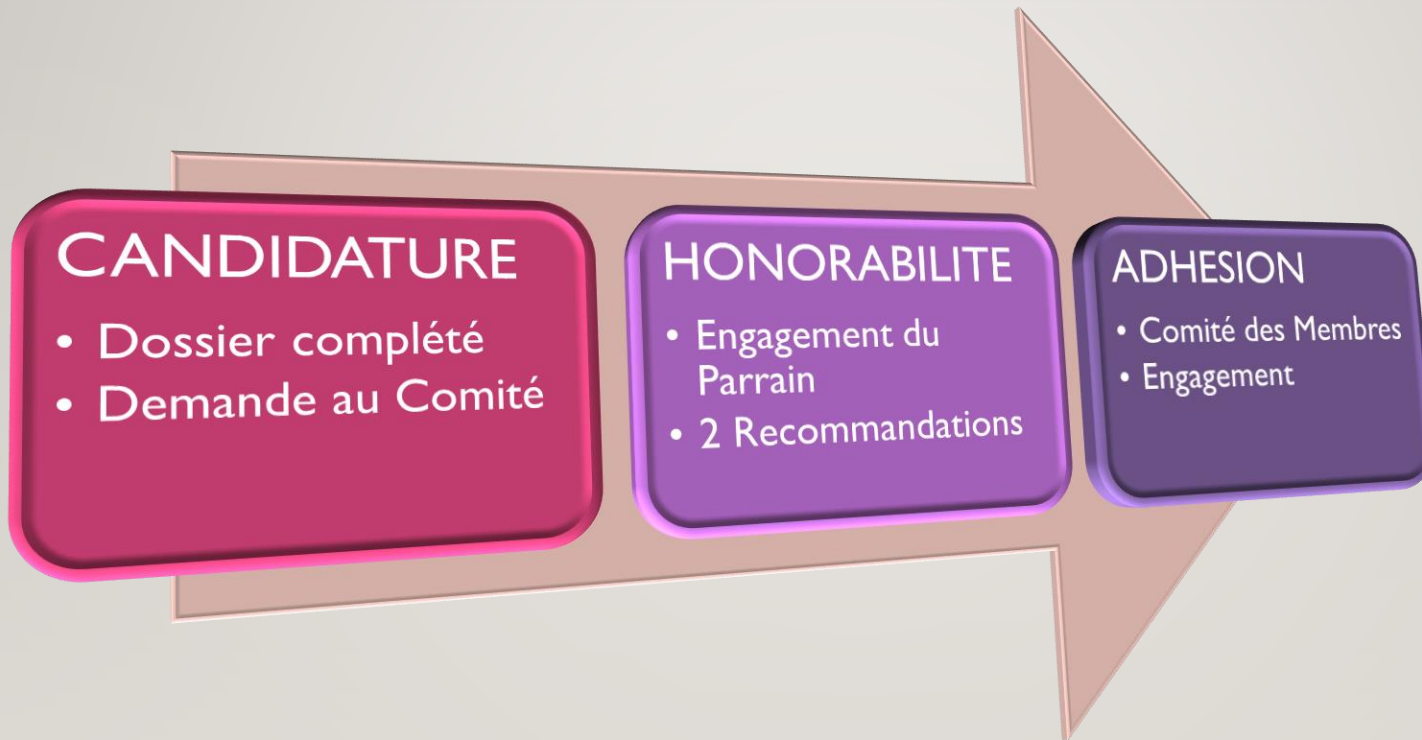 CANDIDATURE
• Dossier complété
• Demande au Comité
HONORABILITE
• Engagement du
Parrain
• 2 Recommandations
ADHESION
• Comité des Membres
• Engagement